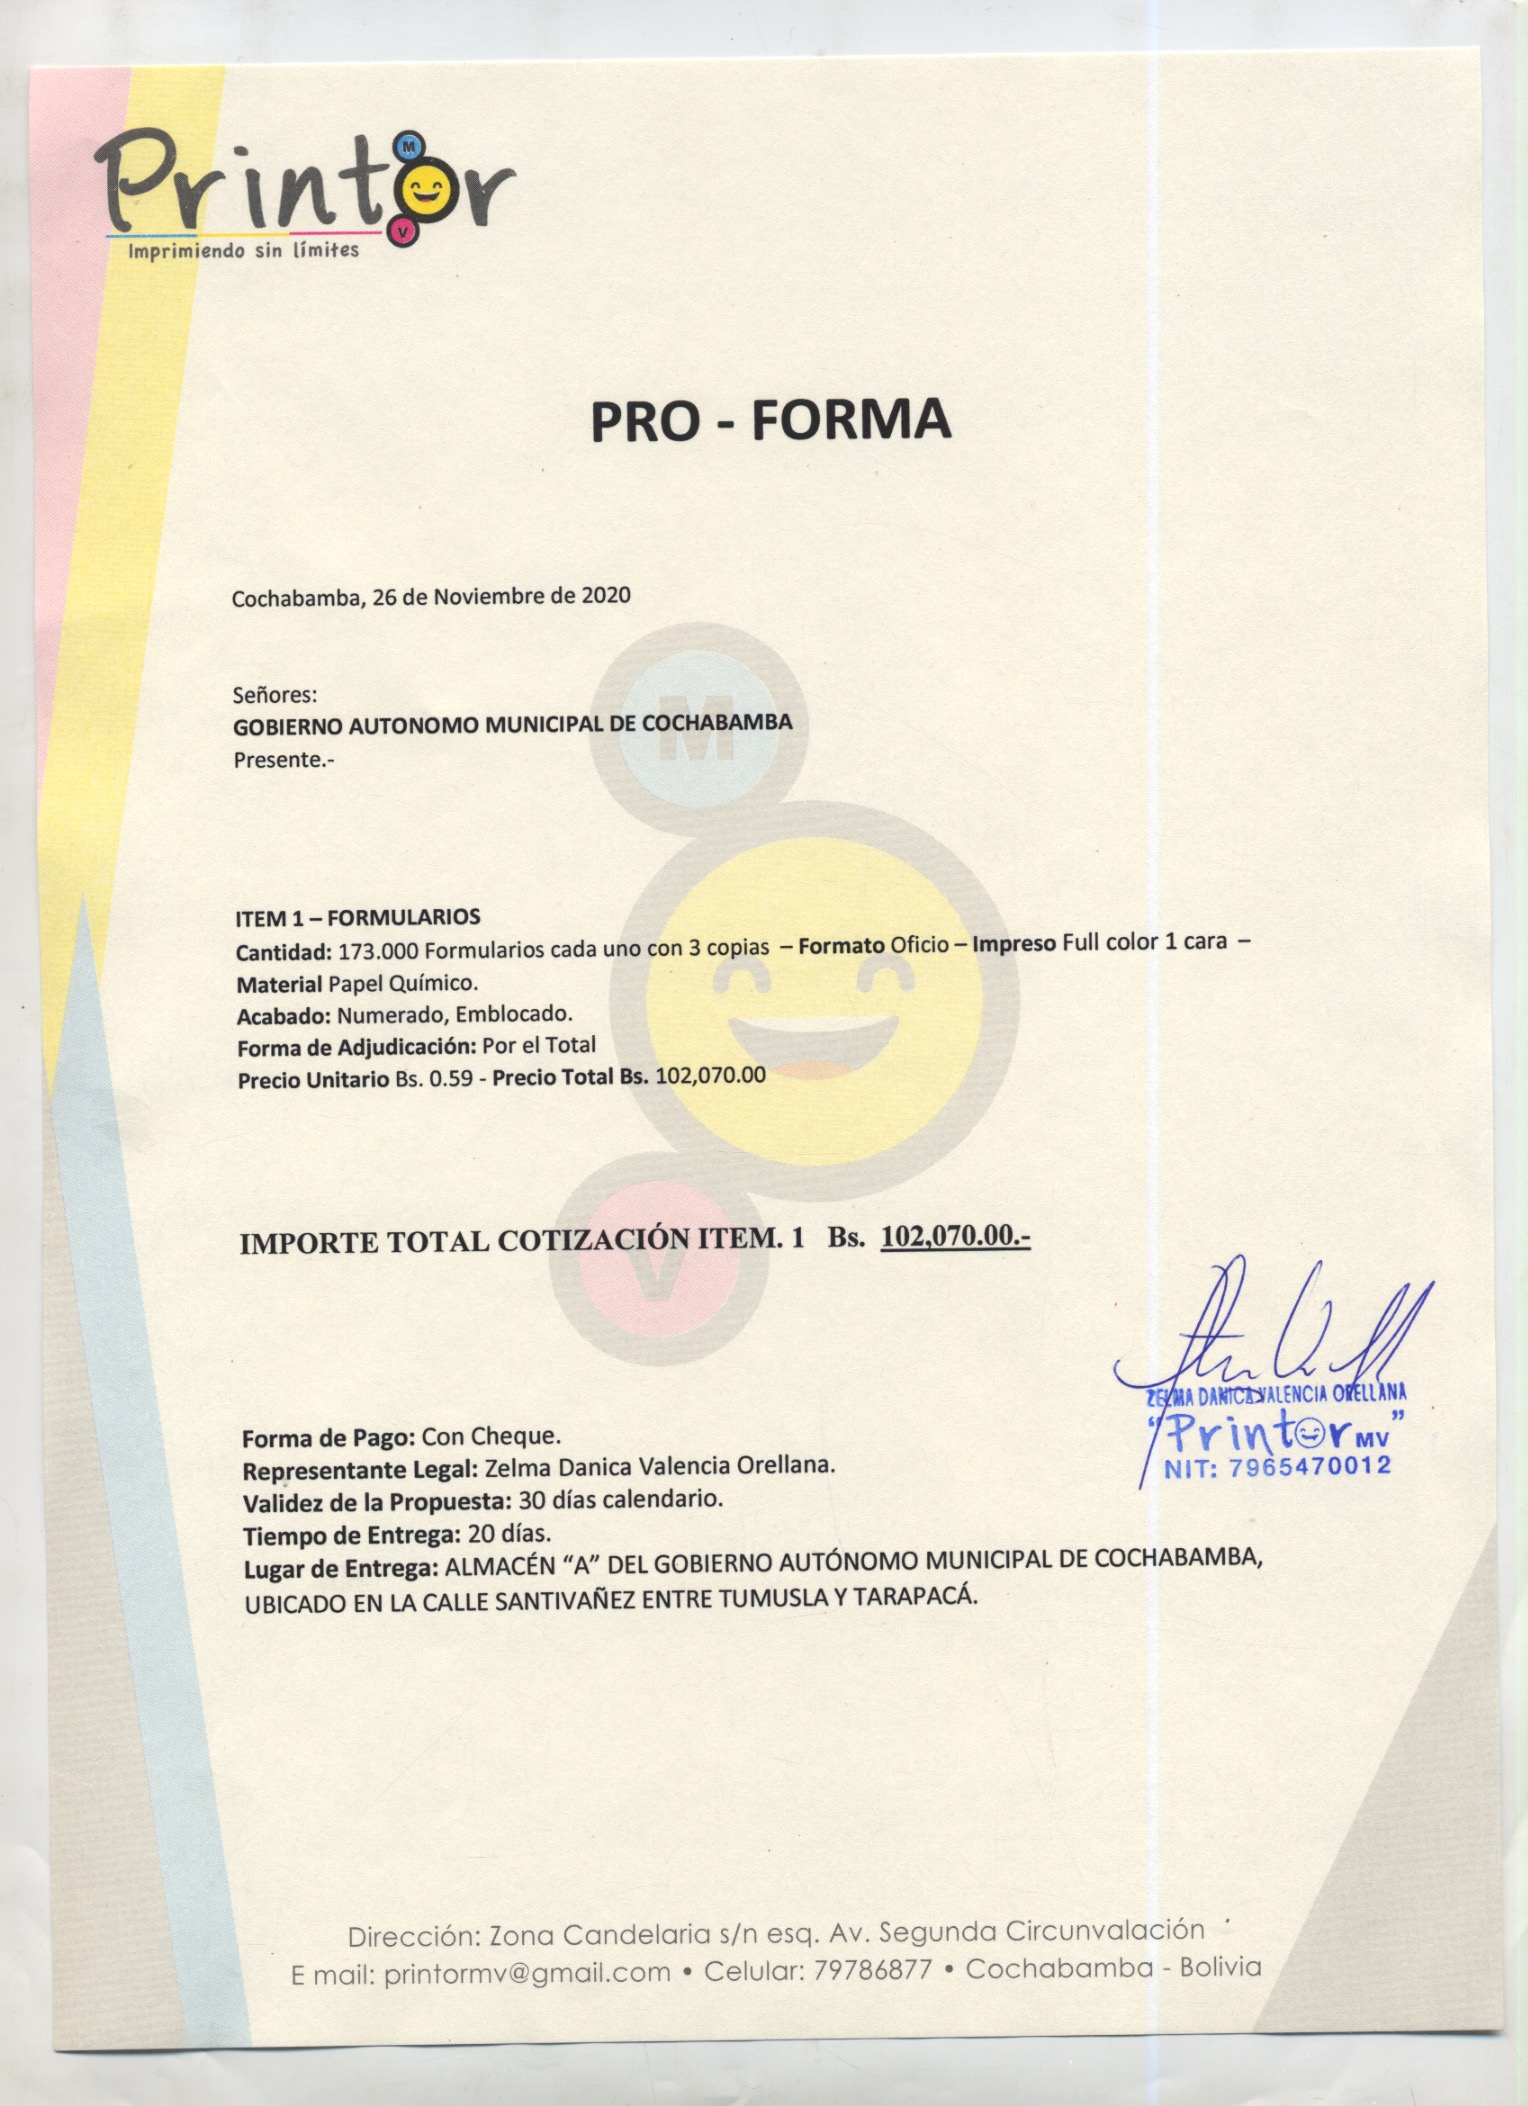 Printor
M
V
Imprimiendo sin límites
PRO - FORMA
Cochabamba, 26 de Noviembre de 2020
Señores:
GOBIERNO AUTONOMO MUNICIPAL DE COCHABAMBA
Presente.-
M
ITEM 1 – FORMULARIOS
Cantidad: 173.000 Formularios cada uno con 3 copias – Formato Oficio – Impreso Full color 1 cara –
Material Papel Químico.
Acabado: Numerado, Emblocado.
Forma de Adjudicación: Por el Total
Precio Unitario Bs. 0.59 - Precio Total Bs. 102,070.00
IMPORTE TOTAL COTIZACIÓN ITEM. 1 Bs. 102,070.00.-
V
ZELMA DANICA VALENCIA ORELLANA
"Printor MV"
NIT: 7965470012
Forma de Pago: Con Cheque.
Representante Legal: Zelma Danica Valencia Orellana.
Validez de la Propuesta: 30 días calendario.
Tiempo de Entrega: 20 días.
Lugar de Entrega: ALMACÉN “A” DEL GOBIERNO AUTÓNOMO MUNICIPAL DE COCHABAMBA,
UBICADO EN LA CALLE SANTIVAÑEZ ENTRE TUMUSLA Y TARAPACÁ.
Dirección: Zona Candelaria s/n esq. Av. Segunda Circunvalación
E mail: printormv@gmail.com • Celular: 79786877 • Cochabamba - Bolivia